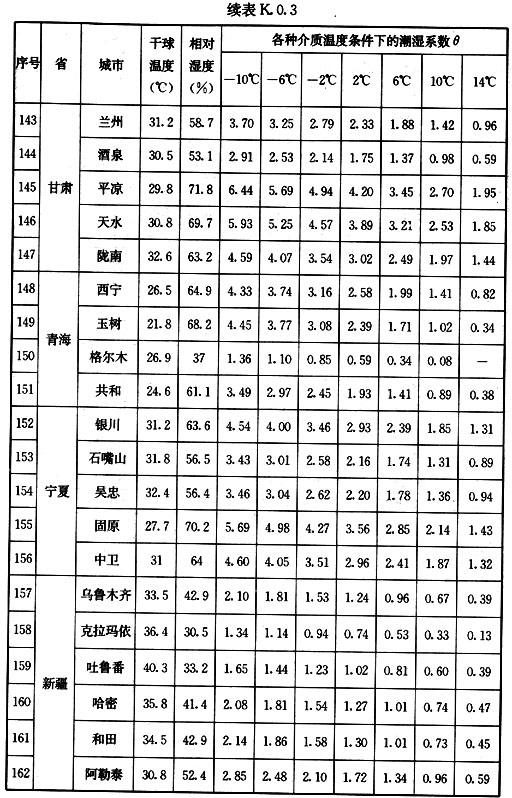 续表 K.0.3
序号 省 城市 干球温度(℃) 相对湿度(%) 各种介质温度条件下的潮湿系数θ
−10℃ −6℃ −2℃ 2℃ 6℃ 10℃ 14℃
143 甘肃 兰州 31.2 58.7 3.70 3.25 2.79 2.33 1.88 1.42 0.96
144 酒泉 30.5 53.1 2.91 2.53 2.14 1.75 1.37 0.98 0.59
145 平凉 29.8 71.8 6.44 5.69 4.94 4.20 3.45 2.70 1.95
146 天水 30.8 69.7 5.93 5.25 4.57 3.89 3.21 2.53 1.85
147 陇南 32.6 63.2 4.59 4.07 3.54 3.02 2.49 1.97 1.44
148 青海 西宁 26.5 64.9 4.33 3.74 3.16 2.58 1.99 1.41 0.82
149 玉树 21.8 68.2 4.45 3.77 3.08 2.39 1.71 1.02 0.34
150 格尔木 26.9 37 1.36 1.10 0.85 0.59 0.34 0.08 —
151 共和 24.6 61.1 3.49 2.97 2.45 1.93 1.41 0.89 0.38
152 宁夏 银川 31.2 63.6 4.54 4.00 3.46 2.93 2.39 1.85 1.31
153 石嘴山 31.8 56.5 3.43 3.01 2.58 2.16 1.74 1.31 0.89
154 吴忠 32.4 56.4 3.46 3.04 2.62 2.20 1.78 1.36 0.94
155 固原 27.7 70.2 5.69 4.98 4.27 3.56 2.85 2.14 1.43
156 中卫 31 64 4.60 4.05 3.51 2.96 2.41 1.87 1.32
157 新疆 乌鲁木齐 33.5 42.9 2.10 1.81 1.53 1.24 0.96 0.67 0.39
158 克拉玛依 36.4 30.5 1.34 1.14 0.94 0.74 0.53 0.33 0.13
159 吐鲁番 40.3 33.2 1.65 1.44 1.23 1.02 0.81 0.60 0.39
160 哈密 35.8 41.4 2.08 1.81 1.54 1.27 1.01 0.74 0.47
161 和田 34.5 42.9 2.14 1.86 1.58 1.30 1.01 0.73 0.45
162 阿勒泰 30.8 52.4 2.85 2.48 2.10 1.72 1.34 0.96 0.59